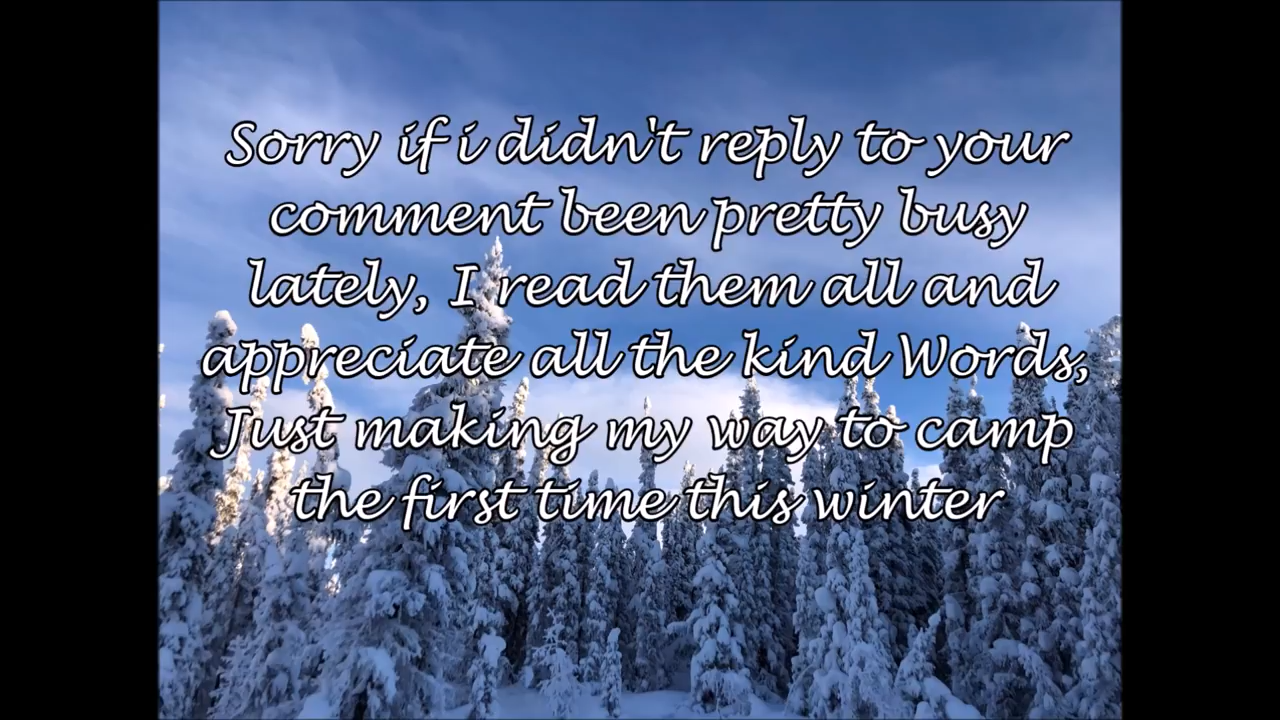 Sorry if i didn't reply to your
comment been pretty busy
lately, I read them all and
appreciate all the kind Words,
Just making my way to camp
the first time this winter